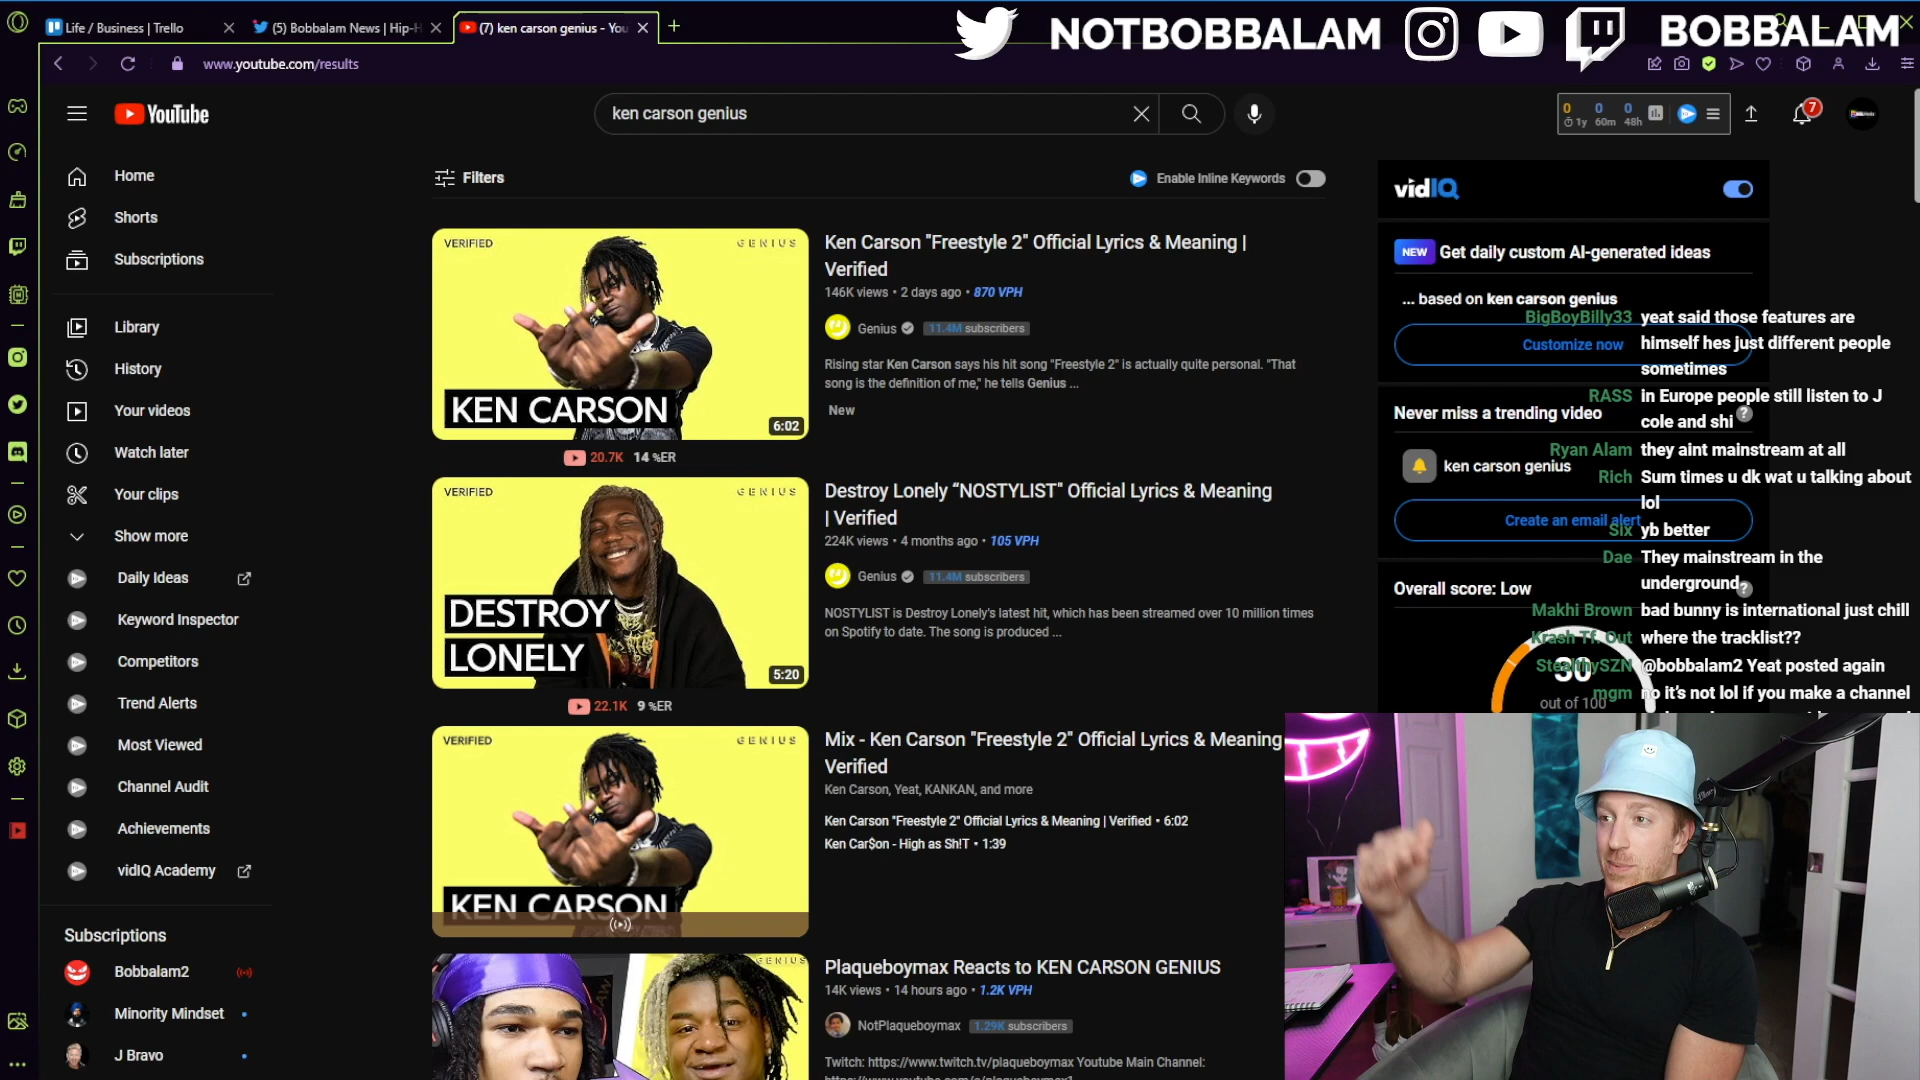 Life / Business | Trello
(5) Bobbalam News | Hip-H
(7) ken carson genius - You
NOTBOBBALAM
BOBBALAM
www.youtube.com/results
YouTube
ken carson genius
0 0 0
1y 60m 48h
7
Home
Shorts
Subscriptions
Library
History
Your videos
Watch later
Your clips
Show more
Daily Ideas
Keyword Inspector
Competitors
Trend Alerts
Most Viewed
Channel Audit
Achievements
vidIQ Academy
Subscriptions
Bobbalam2
Minority Mindset
J Bravo
Filters
Enable Inline Keywords
VERIFIED
GENIUS
KEN CARSON
6:02
20.7K 14 %ER
Ken Carson "Freestyle 2" Official Lyrics & Meaning |
Verified
146K views • 2 days ago • 870 VPH
Genius 11.4M subscribers
Rising star Ken Carson says his hit song "Freestyle 2" is actually quite personal. "That
song is the definition of me," he tells Genius ...
New
VERIFIED
GENIUS
DESTROY
LONELY
5:20
22.1K 9 %ER
Destroy Lonely “NOSTYLIST" Official Lyrics & Meaning
| Verified
224K views • 4 months ago • 105 VPH
Genius 11.4M subscribers
NOSTYLIST is Destroy Lonely's latest hit, which has been streamed over 10 million times
on Spotify to date. The song is produced ...
VERIFIED
GENIUS
KEN CARSON
Mix - Ken Carson "Freestyle 2" Official Lyrics & Meaning
Verified
Ken Carson, Yeat, KANKAN, and more
Ken Carson "Freestyle 2" Official Lyrics & Meaning | Verified • 6:02
Ken Car$on - High as Sh!T • 1:39
GENIUS
Plaqueboymax Reacts to KEN CARSON GENIUS
14K views • 14 hours ago • 1.2K VPH
NotPlaqueboymax 1.29K subscribers
Twitch: https://www.twitch.tv/plaqueboymax Youtube Main Channel:
vidIQ
NEW Get daily custom AI-generated ideas
... based on ken carson genius
Customize now
Never miss a trending video
ken carson genius
Create an email alert
Overall score: Low
30
out of 100
BigBoyBilly33 yeat said those features are
himself hes just different people
sometimes
RASS in Europe people still listen to J
cole and shi
Ryan Alam they aint mainstream at all
Rich Sum times u dk wat u talking about
lol
Six yb better
Dae They mainstream in the
underground
Makhi Brown bad bunny is international just chill
Krash Tf. Out where the tracklist??
StealthySZN @bobbalam2 Yeat posted again
mgm no it’s not lol if you make a channel